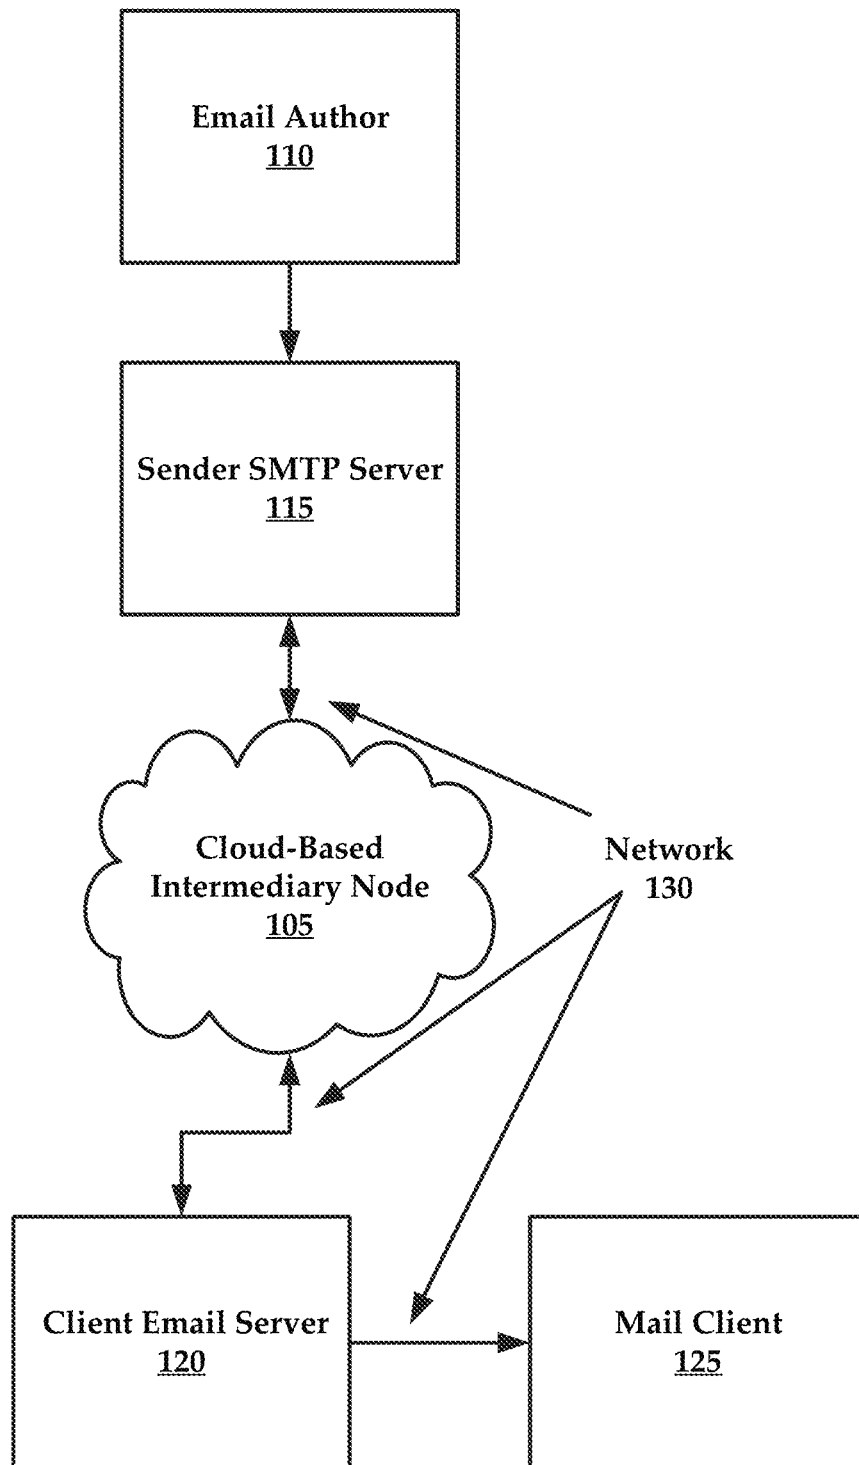 Email Author
110
Sender SMTP Server
115
Cloud-Based
Intermediary Node
105
Network
130
Client Email Server
120
Mail Client
125